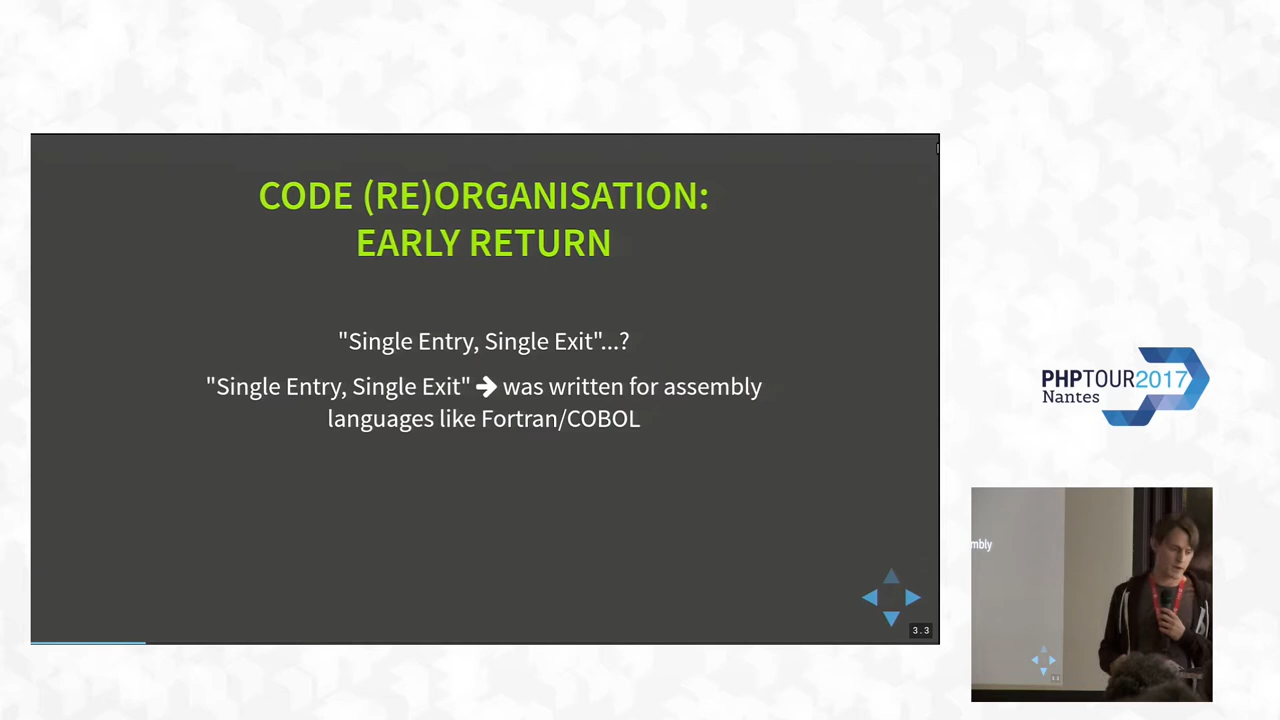 CODE (RE)ORGANISATION:
EARLY RETURN
"Single Entry, Single Exit"...?
"Single Entry, Single Exit" ➔ was written for assembly
languages like Fortran/COBOL
3.3
PHPTOUR2017
Nantes
mbly